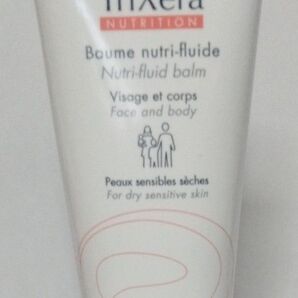 TriXera
NUTRITION
Baume nutri-fluide
Nutri-fluid balm
Visage et corps
Face and body
Peaux sensibles sèches
For dry sensitive skin